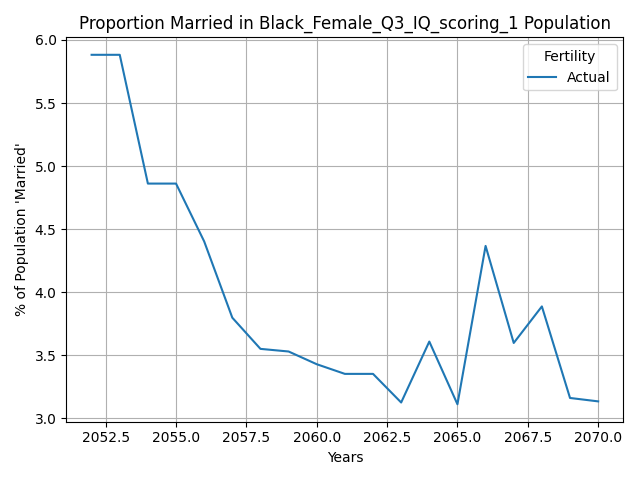 Proportion Married in Black_Female_Q3_IQ_scoring_1 Population
Fertility
Actual
% of Population 'Married'
6.0
5.5
5.0
4.5
4.0
3.5
3.0
2052.5 2055.0 2057.5 2060.0 2062.5 2065.0 2067.5 2070.0
Years